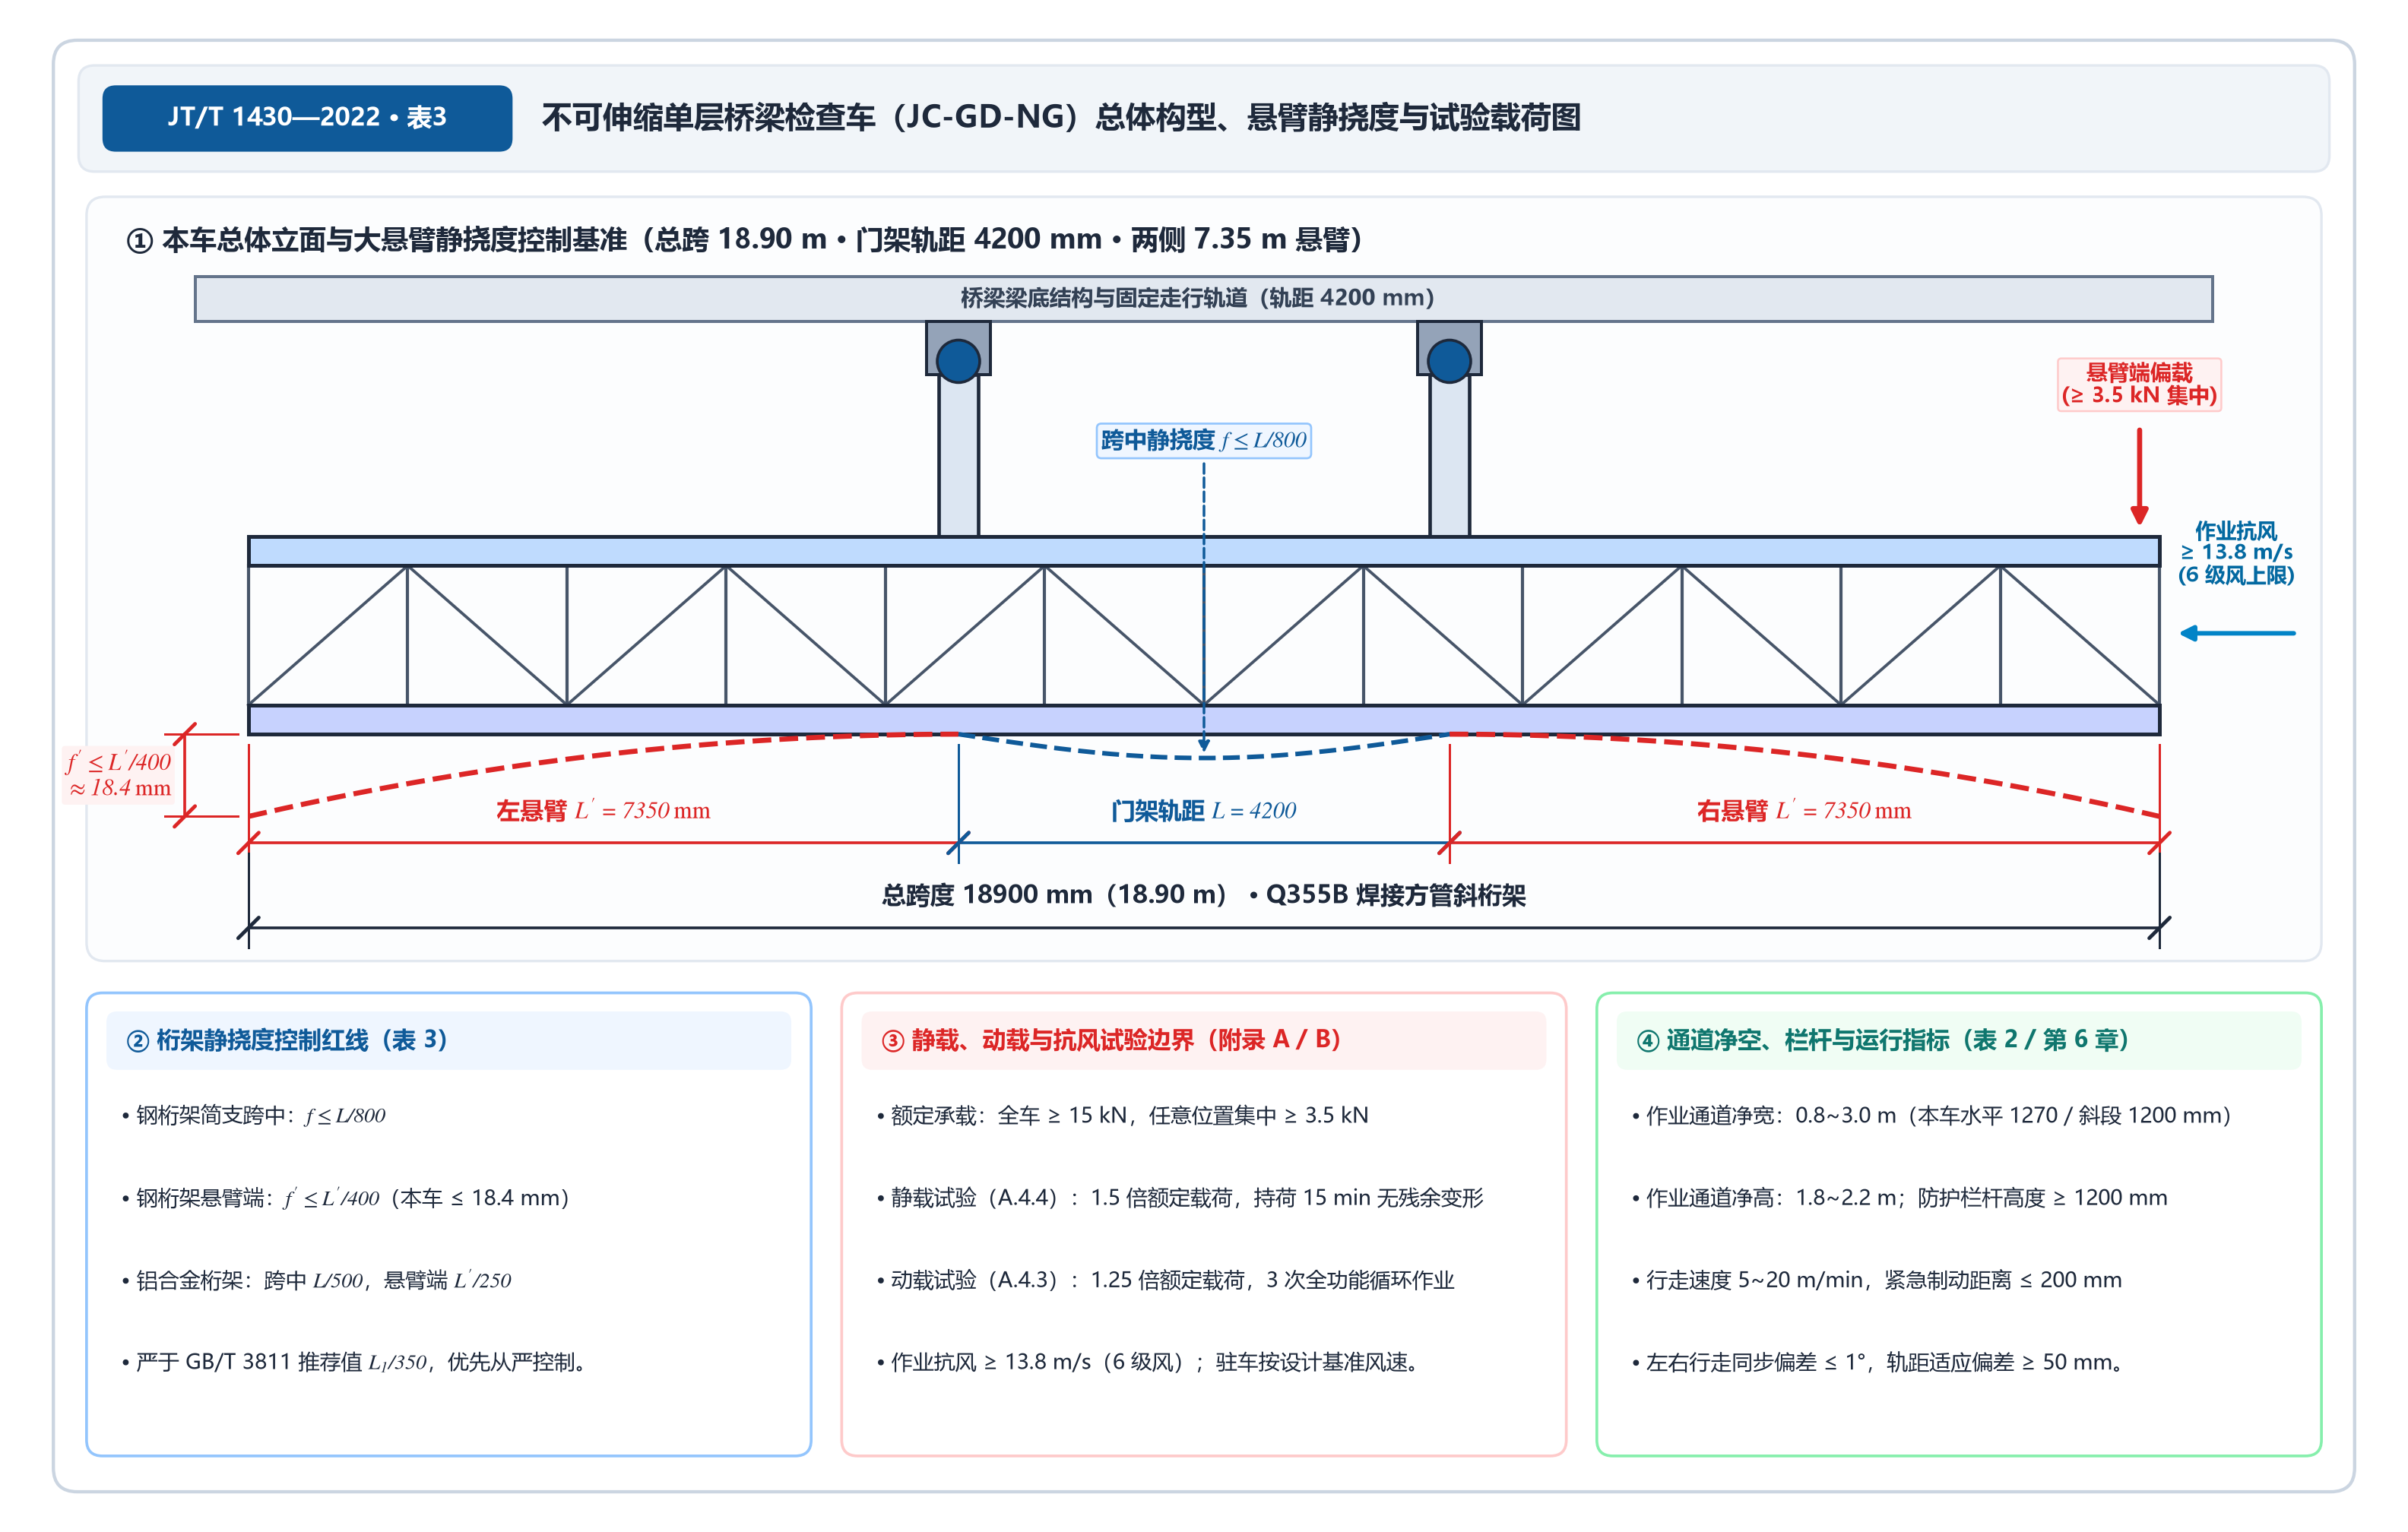 JT/T 1430—2022 • 表3
不可伸缩单层桥梁检查车（JC-GD-NG）总体构型、悬臂静挠度与试验载荷图
① 本车总体立面与大悬臂静挠度控制基准（总跨 18.90 m • 门架轨距 4200 mm • 两侧 7.35 m 悬臂）
桥梁梁底结构与固定走行轨道（轨距 4200 mm）
悬臂端偏载
(≥ 3.5 kN 集中)
跨中静挠度 f ≤ L/800
作业抗风
≥ 13.8 m/s
(6 级风上限)
f′ ≤ L′/400
≈ 18.4 mm
左悬臂 L′ = 7350 mm
门架轨距 L = 4200
右悬臂 L′ = 7350 mm
总跨度 18900 mm（18.90 m） • Q355B 焊接方管斜桁架
② 桁架静挠度控制红线（表 3）
• 钢桁架简支跨中：f ≤ L/800
• 钢桁架悬臂端：f′ ≤ L′/400（本车 ≤ 18.4 mm）
• 铝合金桁架：跨中 L/500，悬臂端 L′/250
• 严于 GB/T 3811 推荐值 L₁/350，优先从严控制。
③ 静载、动载与抗风试验边界（附录 A / B）
• 额定承载：全车 ≥ 15 kN，任意位置集中 ≥ 3.5 kN
• 静载试验（A.4.4）：1.5 倍额定载荷，持荷 15 min 无残余变形
• 动载试验（A.4.3）：1.25 倍额定载荷，3 次全功能循环作业
• 作业抗风 ≥ 13.8 m/s（6 级风）；驻车按设计基准风速。
④ 通道净空、栏杆与运行指标（表 2 / 第 6 章）
• 作业通道净宽：0.8~3.0 m（本车水平 1270 / 斜段 1200 mm）
• 作业通道净高：1.8~2.2 m；防护栏杆高度 ≥ 1200 mm
• 行走速度 5~20 m/min，紧急制动距离 ≤ 200 mm
• 左右行走同步偏差 ≤ 1°，轨距适应偏差 ≥ 50 mm。